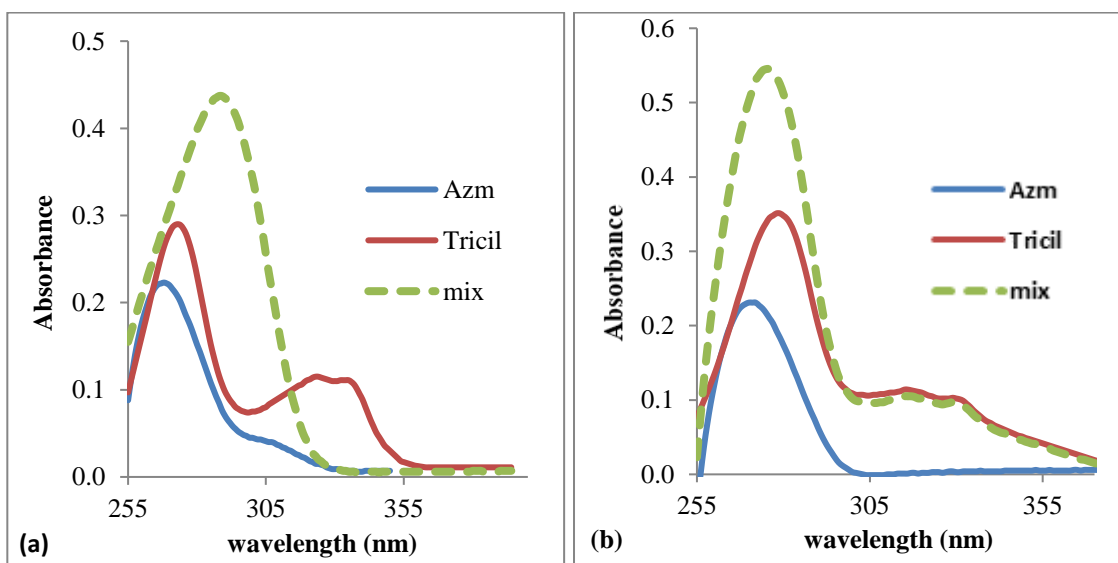 0.5
0.4
0.3
0.2
0.1
0.0
Absorbance
Azm
Tricil
mix
255
305
355
wavelength (nm)
(a)
0.6
0.5
0.4
0.3
0.2
0.1
0.0
Absorbance
Azm
Tricil
mix
255
305
355
wavelength (nm)
(b)